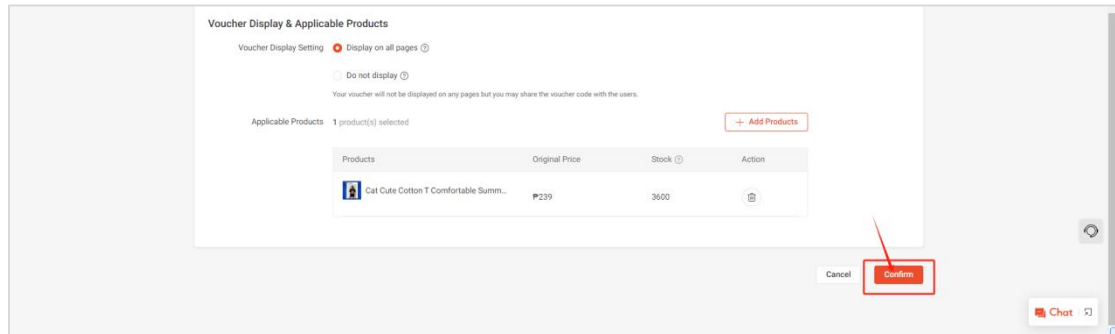 Voucher Display & Applicable Products
Voucher Display Setting Display on all pages
Do not display
Your voucher will not be displayed on any pages but you may share the voucher code with the users.
Applicable Products 1 product(s) selected + Add Products
Products Original Price Stock Action
Cat Cute Cotton T Comfortable Summ...
₱239 3600
Cancel Confirm
Chat